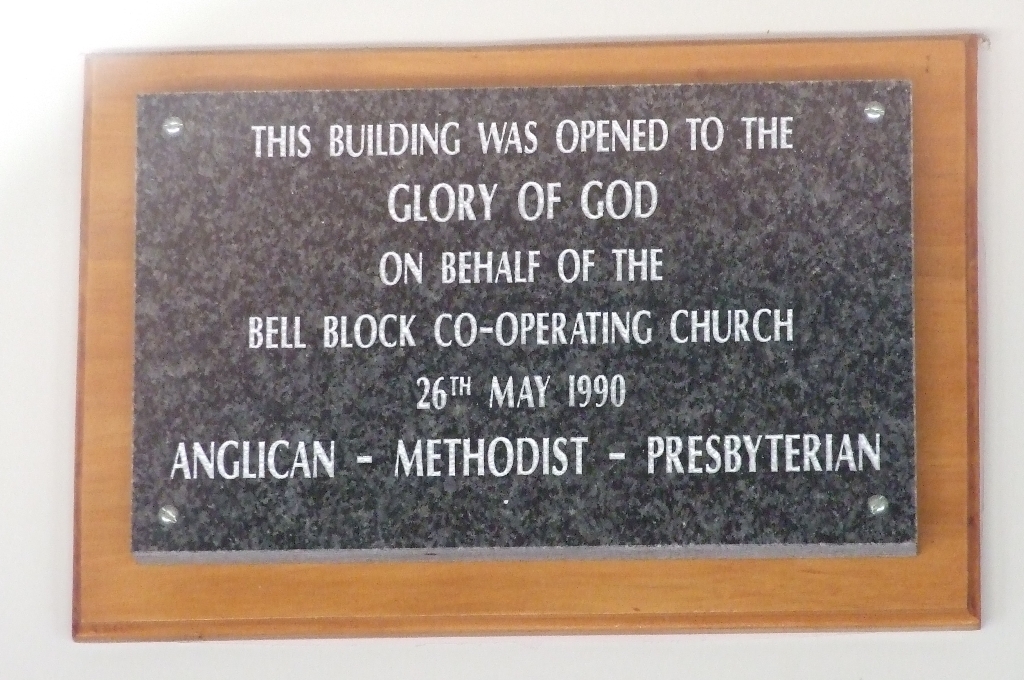 THIS BUILDING WAS OPENED TO THE
GLORY OF GOD
ON BEHALF OF THE
BELL BLOCK CO-OPERATING CHURCH
26TH MAY 1990
ANGLICAN - METHODIST - PRESBYTERIAN